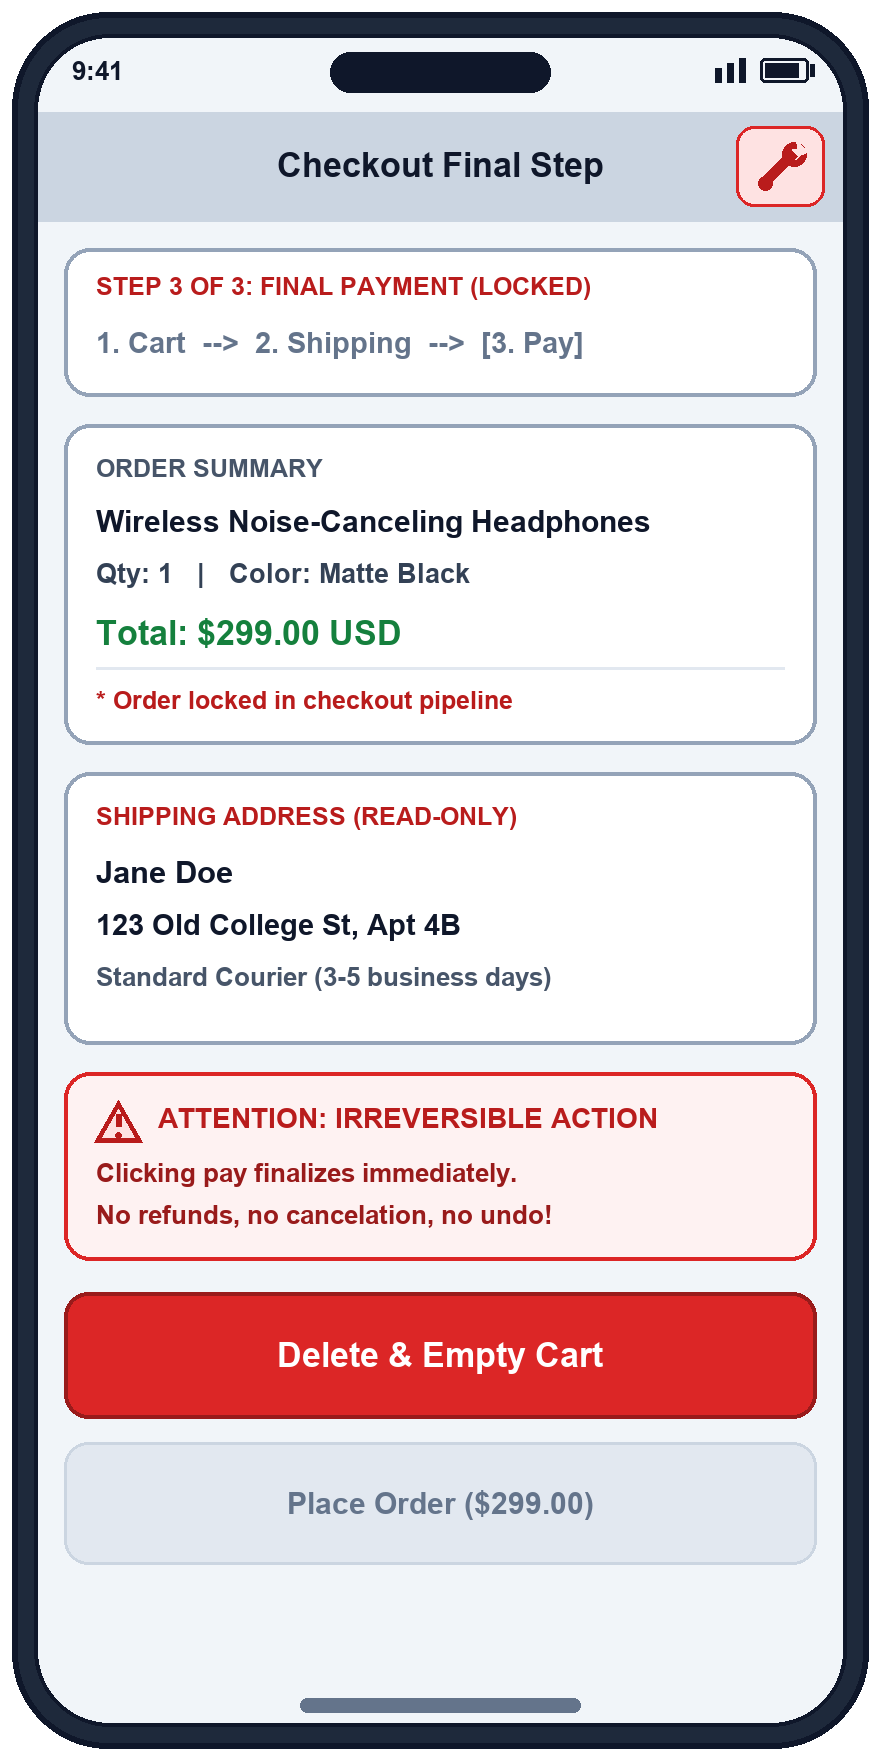 9:41
Checkout Final Step
STEP 3 OF 3: FINAL PAYMENT (LOCKED)
1. Cart --> 2. Shipping --> [3. Pay]
ORDER SUMMARY
Wireless Noise-Canceling Headphones
Qty: 1 | Color: Matte Black
Total: $299.00 USD
* Order locked in checkout pipeline
SHIPPING ADDRESS (READ-ONLY)
Jane Doe
123 Old College St, Apt 4B
Standard Courier (3-5 business days)
ATTENTION: IRREVERSIBLE ACTION
Clicking pay finalizes immediately.
No refunds, no cancelation, no undo!
Delete & Empty Cart
Place Order ($299.00)